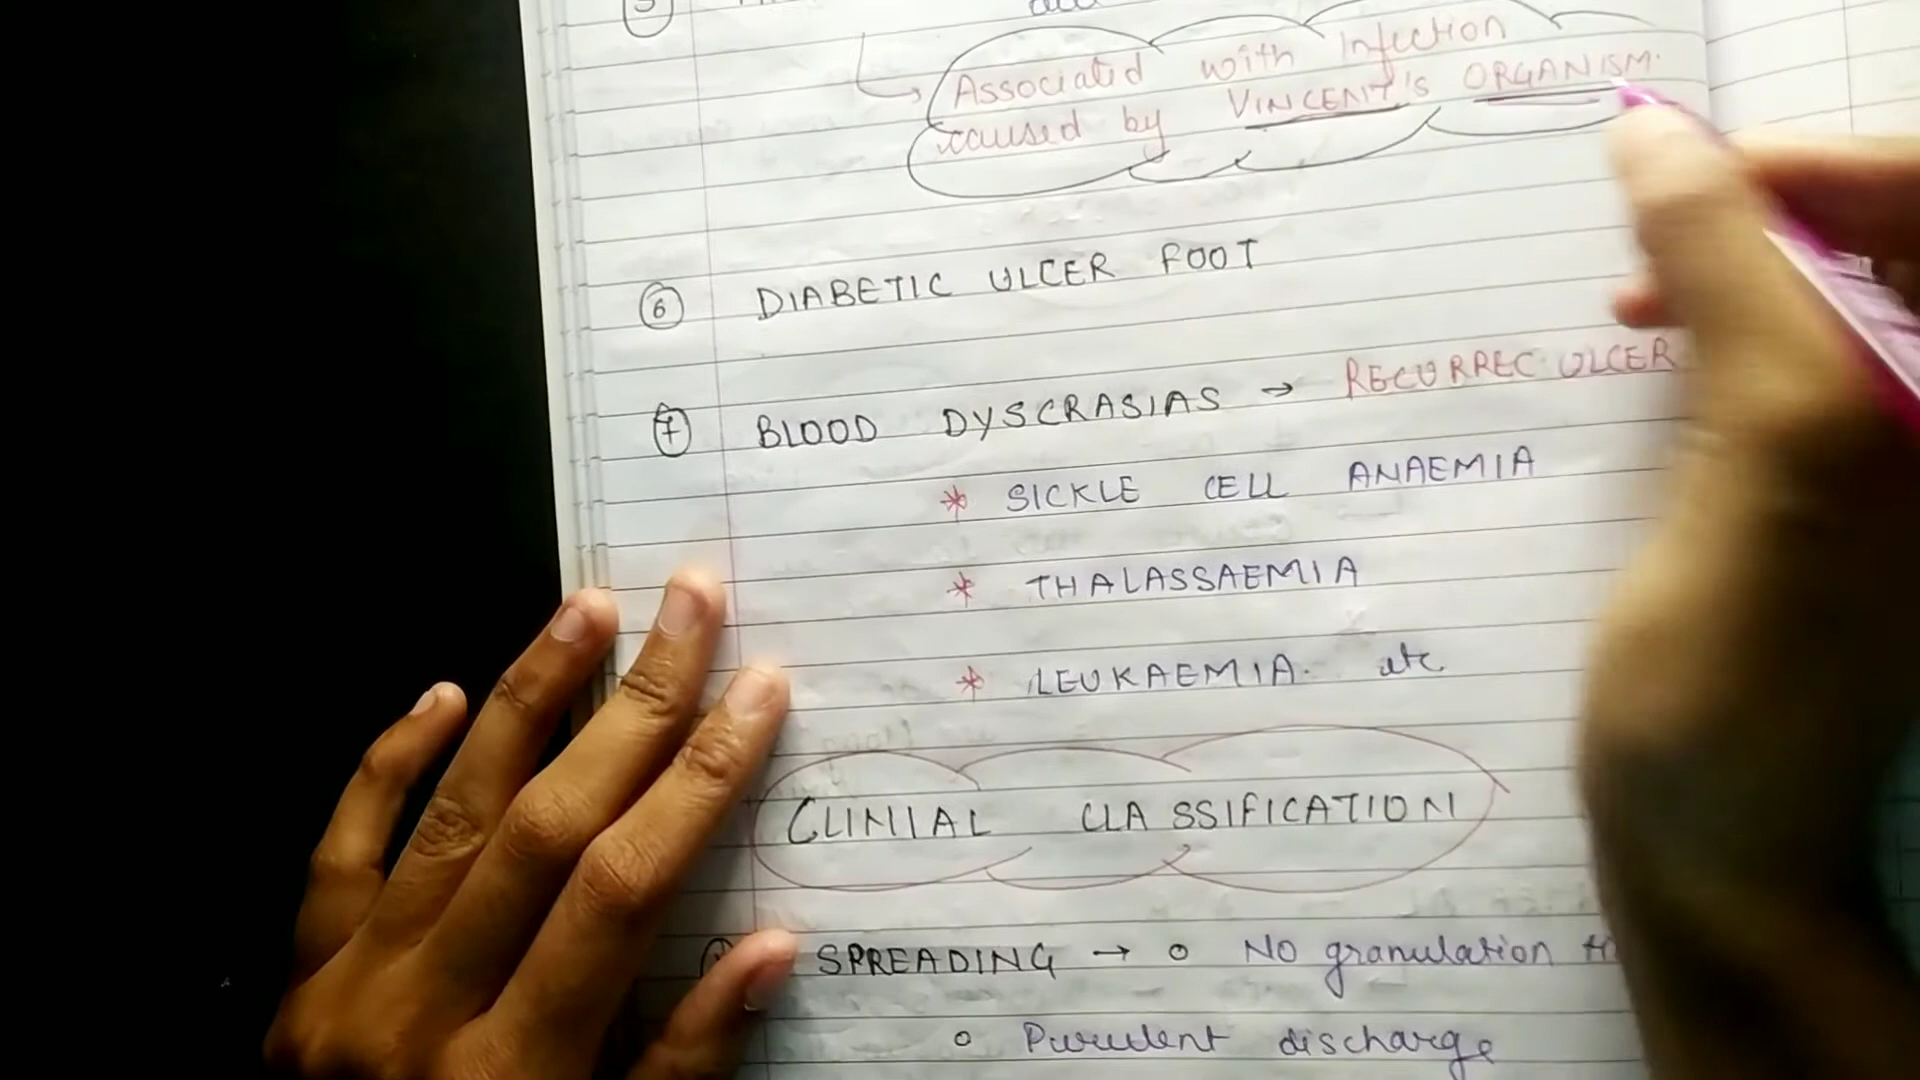 5
Associated with Infection
caused by VINCENT's ORGANISM.
6 DIABETIC ULCER FOOT
7 BLOOD DYSCRASIAS → RECURREC. ULCER
* SICKLE CELL ANAEMIA
* THALASSAEMIA
* LEUKAEMIA. etc
CLINIAL CLASSIFICATION
SPREADING → o No granulation
o Purulent discharge